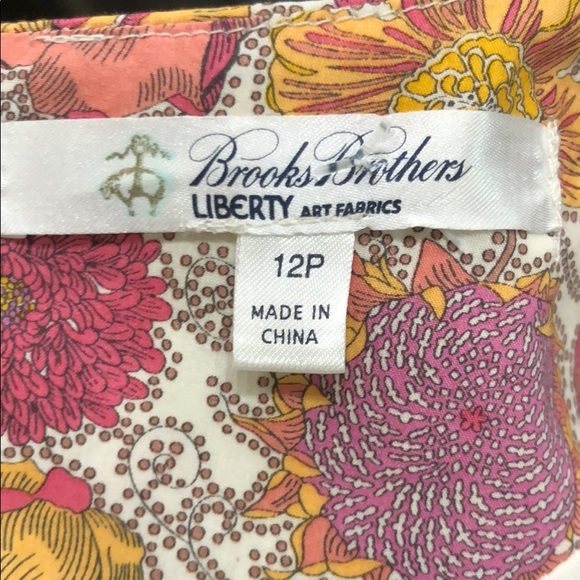 Brooks Brothers
LIBERTY ART FABRICS
12P
MADE IN
CHINA